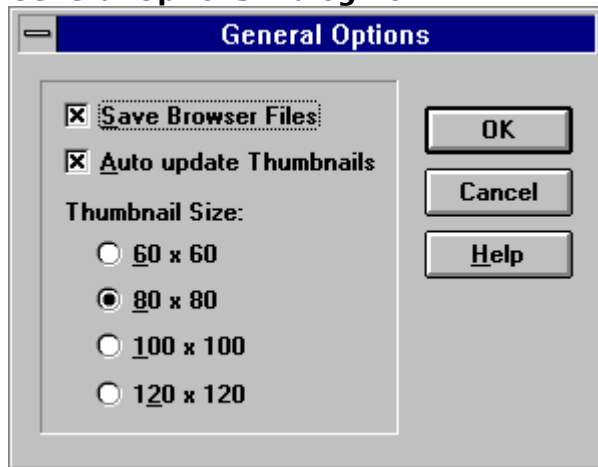 General Options
Save Browser Files
Auto update Thumbnails
Thumbnail Size:
60 x 60
80 x 80
100 x 100
120 x 120
OK
Cancel
Help